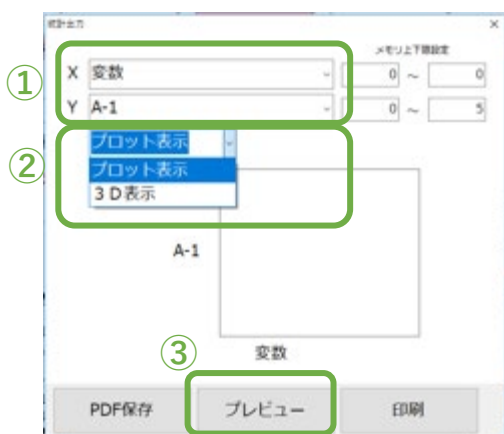 統計出力 ×
メモリ上下限設定
① X 変数 0 ~ 0
Y A-1 0 ~ 5
② プロット表示
プロット表示
3D表示
A-1
変数
③
PDF保存 プレビュー 印刷